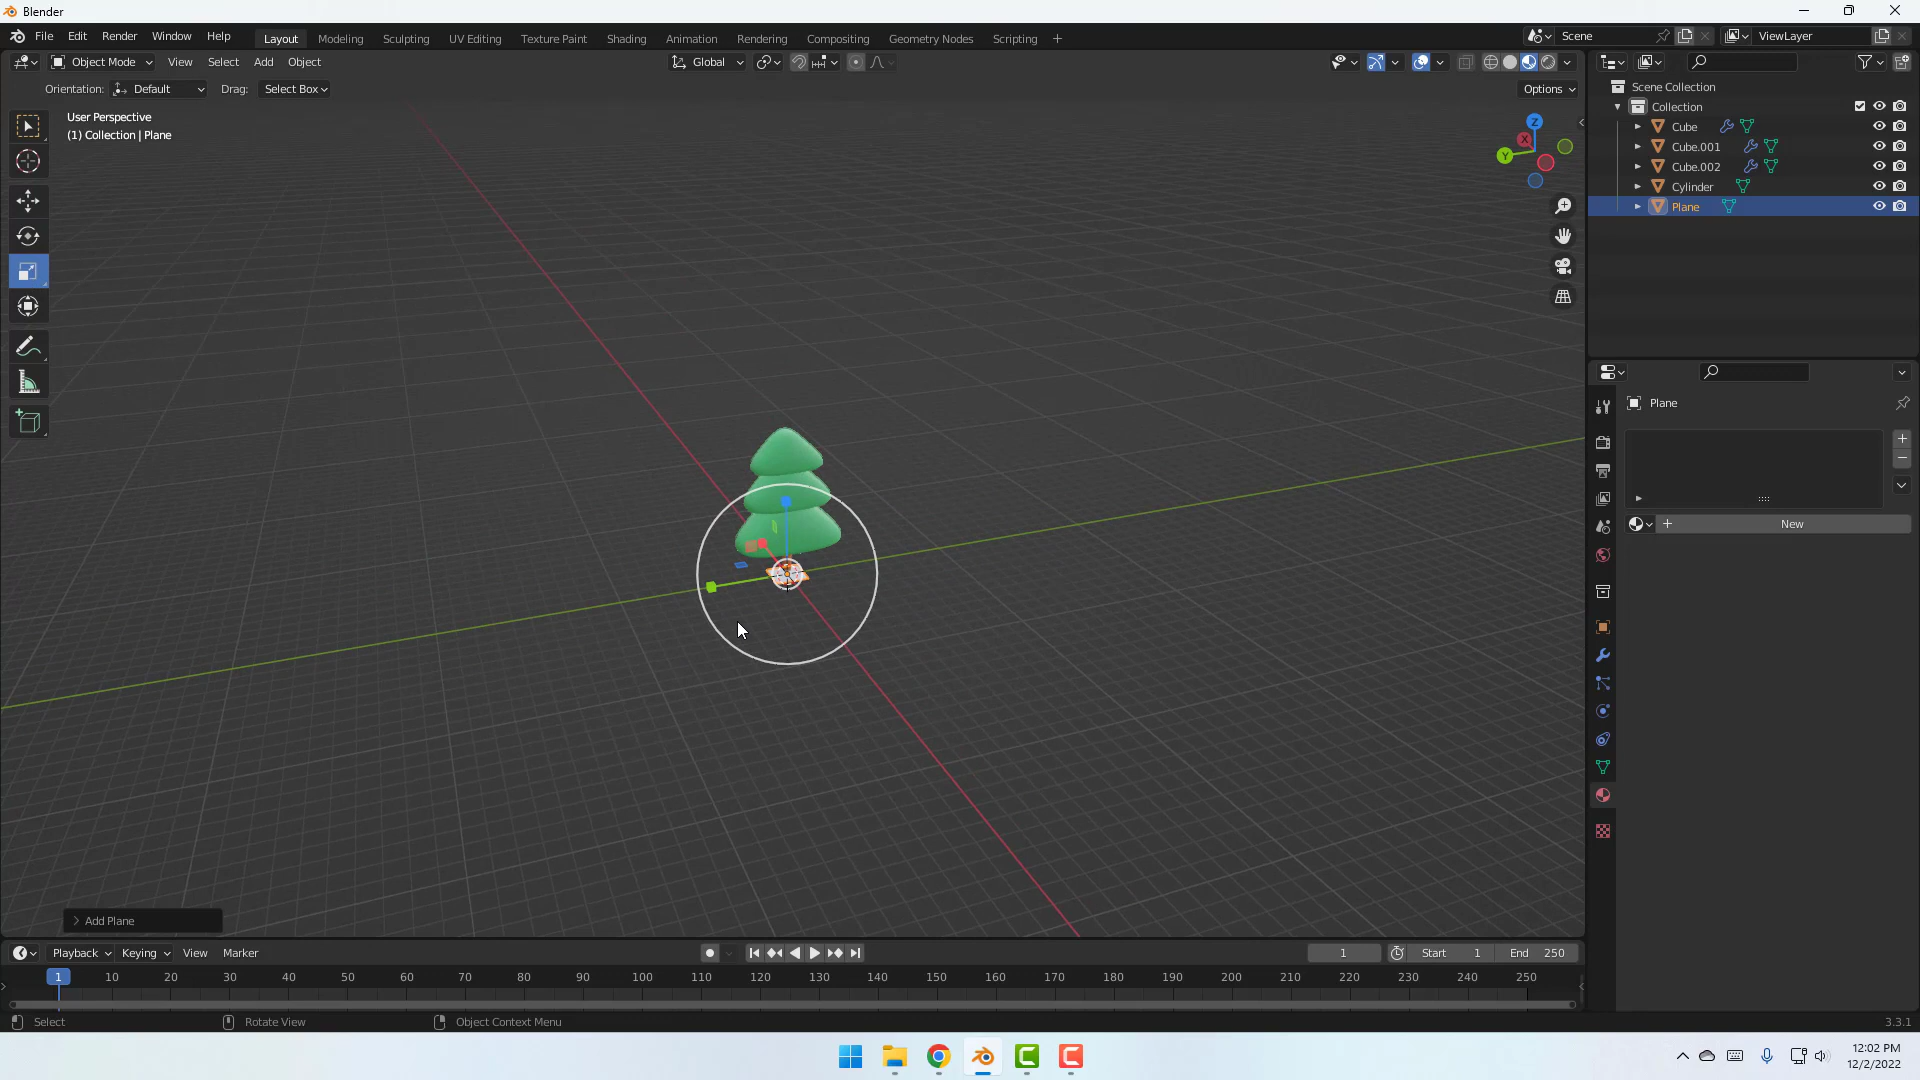 Blender
File Edit Render Window Help
Layout Modeling Sculpting UV Editing Texture Paint Shading Animation Rendering Compositing Geometry Nodes Scripting +
Scene
ViewLayer
Object Mode View Select Add Object
Global
Orientation: Default Drag: Select Box
Options
User Perspective
(1) Collection | Plane
Z
X
Y
Scene Collection
Collection
Cube
Cube.001
Cube.002
Cylinder
Plane
Plane
New
Add Plane
Playback Keying View Marker
1
Start 1
End 250
1 10 20 30 40 50 60 70 80 90 100 110 120 130 140 150 160 170 180 190 200 210 220 230 240 250
Select
Rotate View
Object Context Menu
3.3.1
12:02 PM
12/2/2022